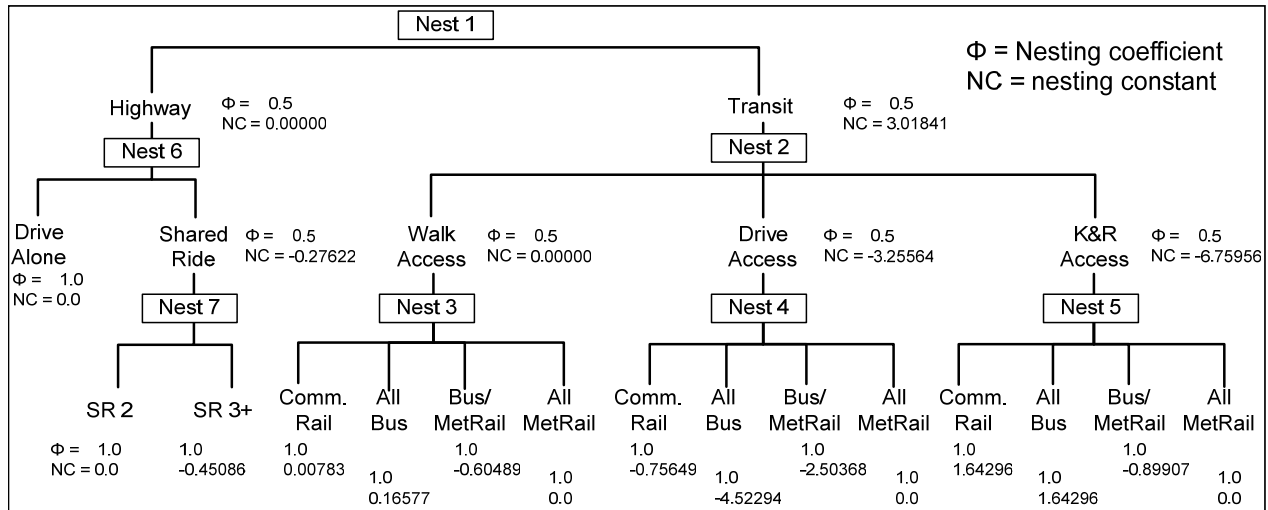 Nest 1
Φ = Nesting coefficient
NC = nesting constant
Highway
Φ = 0.5
NC = 0.00000
Transit
Φ = 0.5
NC = 3.01841
Nest 6
Nest 2
Drive
Alone
Φ = 1.0
NC = 0.0
Shared
Ride
Φ = 0.5
NC = -0.27622
Walk
Access
Φ = 0.5
NC = 0.00000
Drive
Access
Φ = 0.5
NC = -3.25564
K&R
Access
Φ = 0.5
NC = -6.75956
Nest 7
Nest 3
Nest 4
Nest 5
SR 2
SR 3+
Comm.
Rail
All
Bus
Bus/
MetRail
All
MetRail
Comm.
Rail
All
Bus
Bus/
MetRail
All
MetRail
Comm.
Rail
All
Bus
Bus/
MetRail
All
MetRail
Φ = 1.0
NC = 0.0
1.0
-0.45086
1.0
0.00783
1.0
0.16577
1.0
-0.60489
1.0
0.0
1.0
-0.75649
1.0
-4.52294
1.0
-2.50368
1.0
0.0
1.0
1.64296
1.0
1.64296
1.0
-0.89907
1.0
0.0